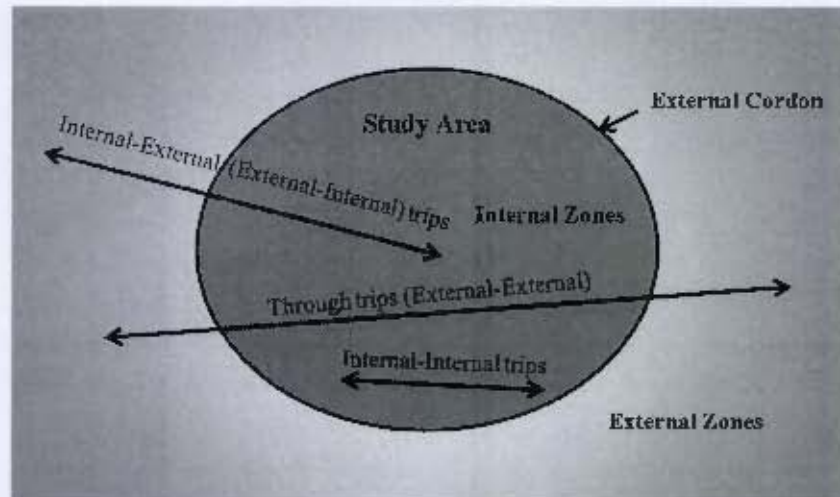 External Cordon
Study Area
Internal-External (External-Internal) trips
Internal Zones
Through trips (External-External)
Internal-Internal trips
External Zones